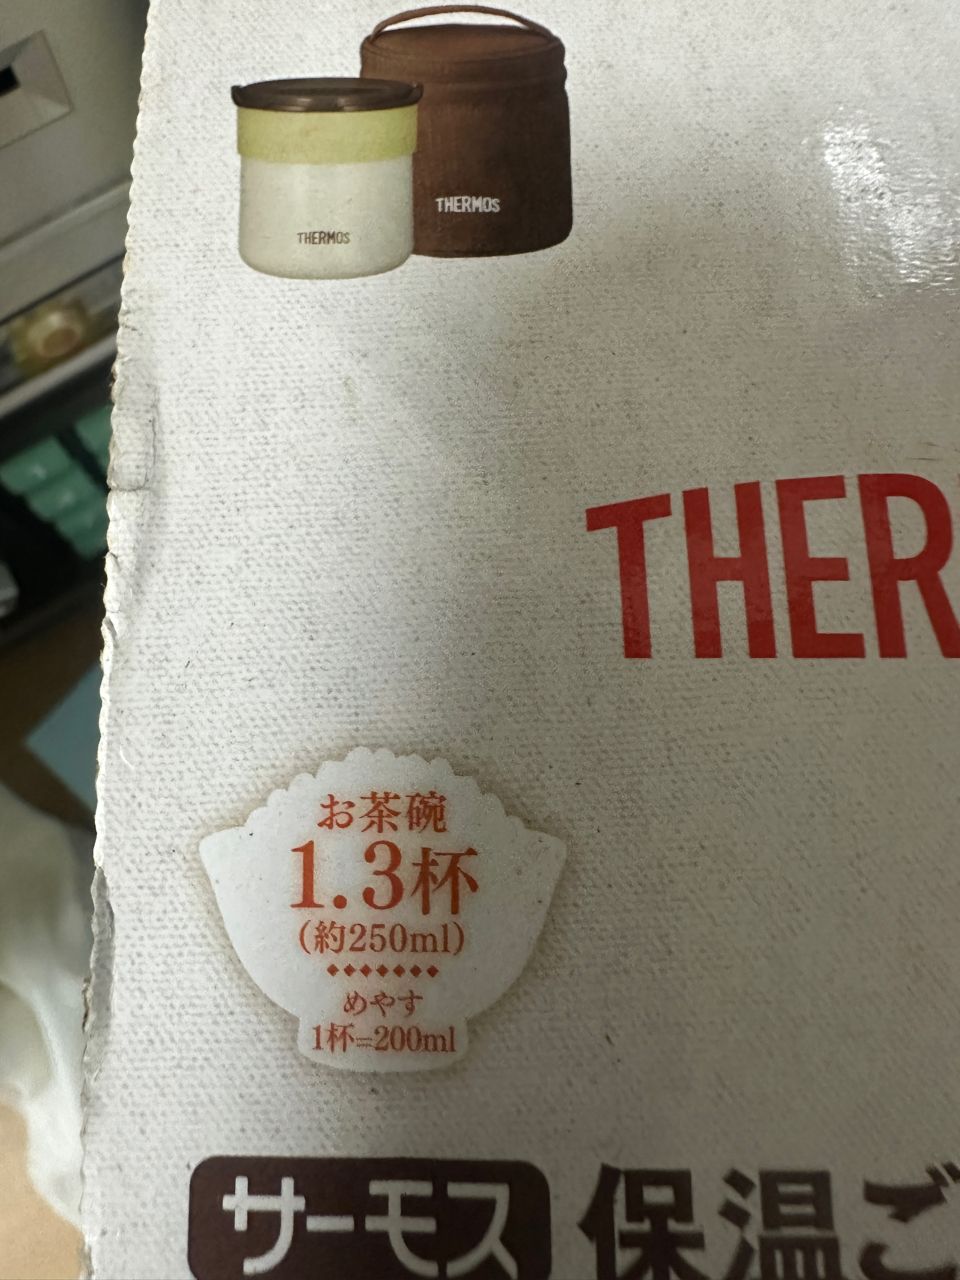 THERMOS
THERMOS
THER
お茶碗
1.3杯
(約250ml)
めやす
1杯=200ml
サーモス 保温ご